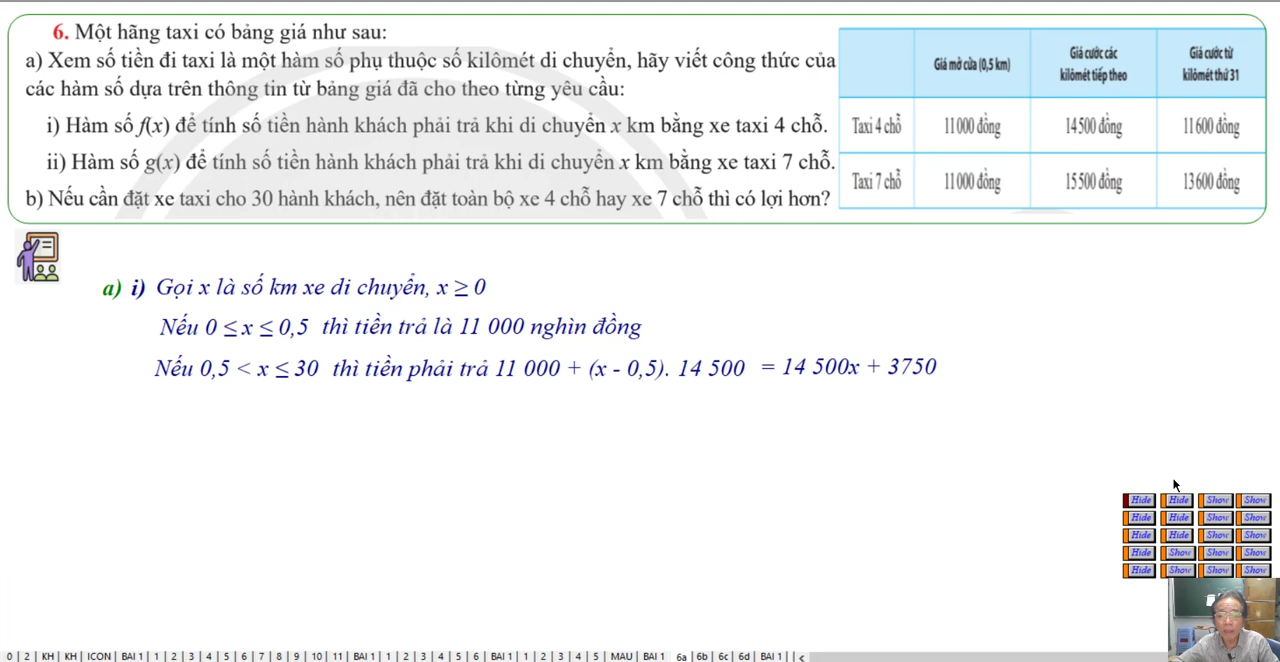 6. Một hãng taxi có bảng giá như sau:
a) Xem số tiền đi taxi là một hàm số phụ thuộc số kilômét di chuyển, hãy viết công thức của
các hàm số dựa trên thông tin từ bảng giá đã cho theo từng yêu cầu:
i) Hàm số f(x) để tính số tiền hành khách phải trả khi di chuyển x km bằng xe taxi 4 chỗ.
ii) Hàm số g(x) để tính số tiền hành khách phải trả khi di chuyển x km bằng xe taxi 7 chỗ.
b) Nếu cần đặt xe taxi cho 30 hành khách, nên đặt toàn bộ xe 4 chỗ hay xe 7 chỗ thì có lợi hơn?
Giá mở cửa (0,5 km) Giá cước các kilômét tiếp theo Giá cước từ kilômét thứ 31
Taxi 4 chỗ 11 000 đồng 14 500 đồng 11 600 đồng
Taxi 7 chỗ 11 000 đồng 15 500 đồng 13 600 đồng
a) i) Gọi x là số km xe di chuyển, x ≥ 0
Nếu 0 ≤ x ≤ 0,5 thì tiền trả là 11 000 nghìn đồng
Nếu 0,5 < x ≤ 30 thì tiền phải trả 11 000 + (x - 0,5). 14 500 = 14 500x + 3750
Hide Hide Show Show
Hide Hide Show Show
Hide Hide Show Show
Hide Show Show Show
Hide Show Show Show
0 | 2 | KH | KH | ICON | BAI 1 | 1 | 2 | 3 | 4 | 5 | 6 | 7 | 8 | 9 | 10 | 11 | BAI 1 | 1 | 2 | 3 | 4 | 5 | 6 | BAI 1 | 1 | 2 | 3 | 4 | 5 | MAU | BAI 1 6a | 6b | 6c | 6d | BAI 1 | | <